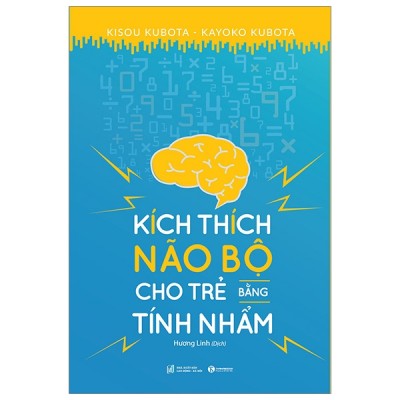 KISOU KUBOTA - KAYOKO KUBOTA
KÍCH THÍCH
NÃO BỘ
CHO TRẺ BẰNG
TÍNH NHẨM
Hương Linh (Dịch)